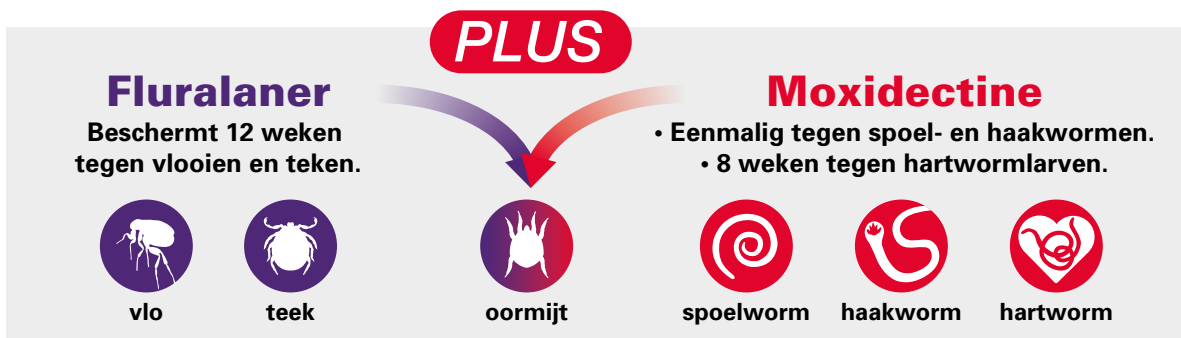 PLUS
Fluralaner
Beschermt 12 weken
tegen vlooien en teken.
Moxidectine
• Eenmalig tegen spoel- en haakwormen.
• 8 weken tegen hartwormlarven.
vlo
teek
oormijt
spoelworm
haakworm
hartworm